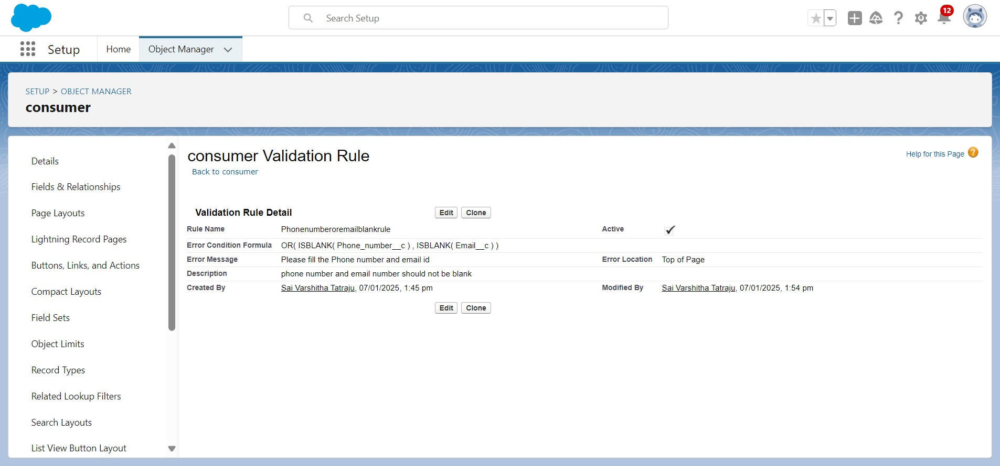 Search Setup
12
Setup
Home
Object Manager
SETUP > OBJECT MANAGER
consumer
Details
Fields & Relationships
Page Layouts
Lightning Record Pages
Buttons, Links, and Actions
Compact Layouts
Field Sets
Object Limits
Record Types
Related Lookup Filters
Search Layouts
List View Button Layout
consumer Validation Rule
Help for this Page ?
Back to consumer
Validation Rule Detail Edit Clone
Rule Name Phonenumberoremailblankrule Active
Error Condition Formula OR( ISBLANK( Phone_number__c ) , ISBLANK( Email__c ) )
Error Message Please fill the Phone number and email id Error Location Top of Page
Description phone number and email number should not be blank
Created By Sai Varshitha Tatraju, 07/01/2025, 1:45 pm Modified By Sai Varshitha Tatraju, 07/01/2025, 1:54 pm
Edit Clone